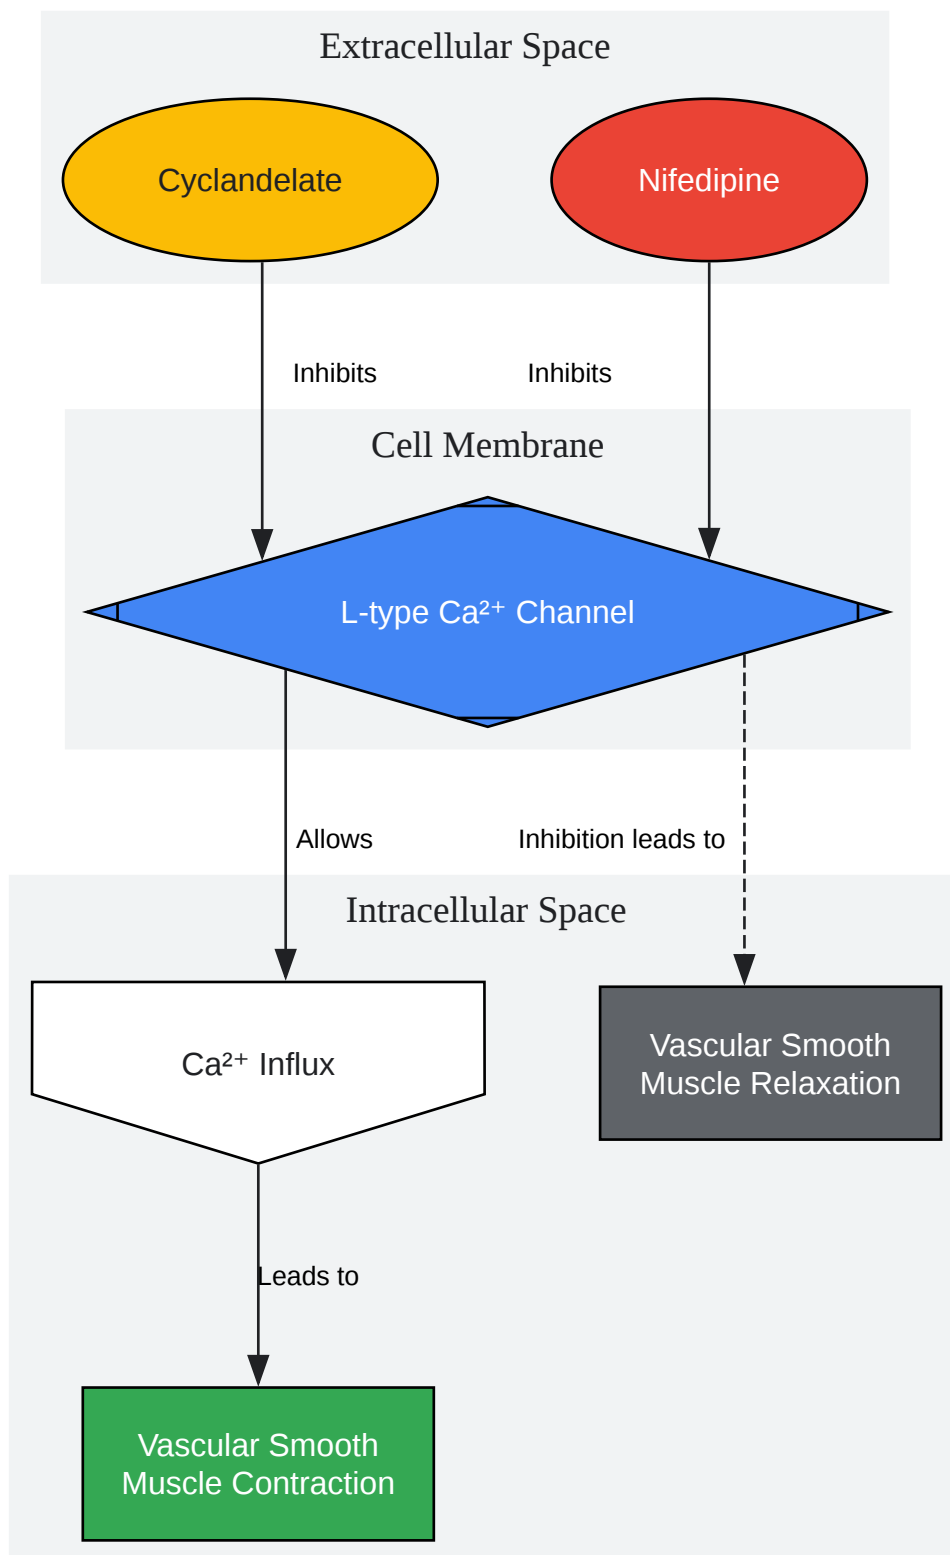 Extracellular Space
Cyclandelate
Nifedipine
Inhibits
Inhibits
Cell Membrane
L-type Ca²⁺ Channel
Allows
Inhibition leads to
Intracellular Space
Ca²⁺ Influx
Vascular Smooth
Muscle Relaxation
Leads to
Vascular Smooth
Muscle Contraction